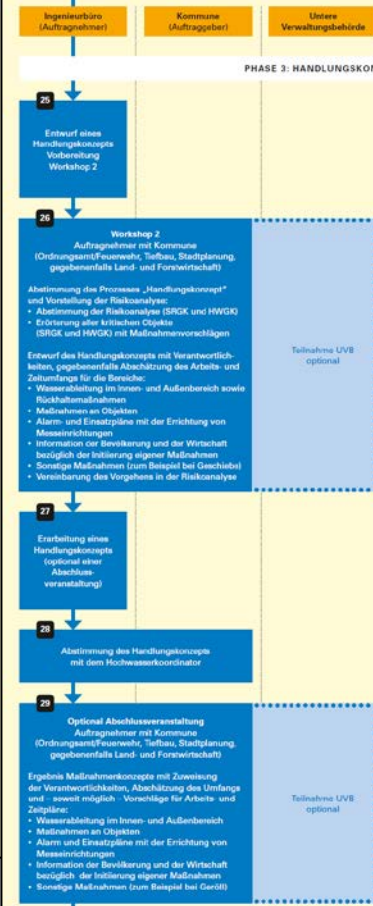 Ingenieurbüro
(Auftragnehmer)
Kommune
(Auftraggeber)
Untere
Verwaltungsbehörde
PHASE 3: HANDLUNGSKON
25
Entwurf eines
Handlungskonzepts
Vorbereitung
Workshop 2
26
Workshop 2
Auftragnehmer mit Kommune
(Ordnungsamt/Feuerwehr, Tiefbau, Stadtplanung,
gegebenenfalls Land- und Forstwirtschaft)
Abstimmung des Prozesses „Handlungskonzept“
und Vorstellung der Risikoanalyse:
• Abstimmung der Risikoanalyse (SRGK und HWGK)
• Erörterung aller kritischen Objekte
(SRGK und HWGK) mit Maßnahmenvorschlägen
Entwurf des Handlungskonzepts mit Verantwortlich-
keiten, gegebenenfalls Abschätzung des Arbeits- und
Zeitumfangs für die Bereiche:
• Wasserableitung im Innen- und Außenbereich sowie
Rückhaltemaßnahmen
• Maßnahmen an Objekten
• Alarm- und Einsatzpläne mit der Errichtung von
Messeinrichtungen
• Information der Bevölkerung und der Wirtschaft
bezüglich der Initiierung eigener Maßnahmen
• Sonstige Maßnahmen (zum Beispiel bei Geschiebe)
• Vereinbarung des Vorgehens in der Risikoanalyse
Teilnahme UVB
optional
27
Erarbeitung eines
Handlungskonzepts
(optional einer
Abschluss-
veranstaltung)
28
Abstimmung des Handlungskonzepts
mit dem Hochwasserkoordinator
29
Optional Abschlussveranstaltung
Auftragnehmer mit Kommune
(Ordnungsamt/Feuerwehr, Tiefbau, Stadtplanung,
gegebenenfalls Land- und Forstwirtschaft)
Ergebnis Maßnahmenkonzepte mit Zuweisung
der Verantwortlichkeiten, Abschätzung des Umfangs
und – soweit möglich – Vorschläge für Arbeits- und
Zeitpläne:
• Wasserableitung im Innen- und Außenbereich
• Maßnahmen an Objekten
• Alarm und Einsatzpläne mit der Errichtung von
Messeinrichtungen
• Information der Bevölkerung und der Wirtschaft
bezüglich der Initiierung eigener Maßnahmen
• Sonstige Maßnahmen (zum Beispiel bei Geröll)
Teilnahme UVB
optional